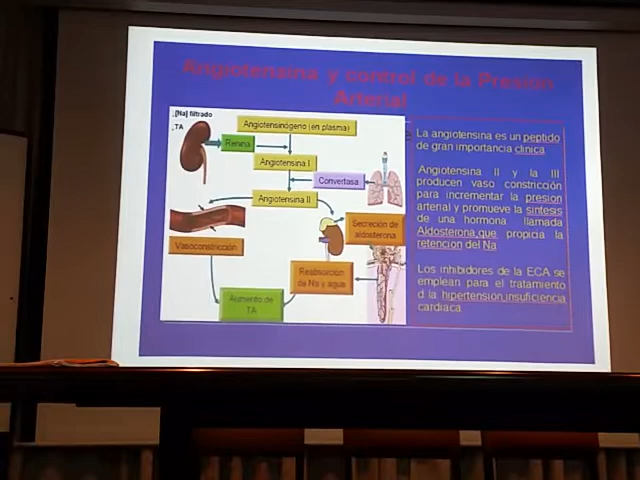 Angiotensina y control de la Presion
Arterial
[Na] filtrado
TA
Angiotensinógeno (en plasma)
Renina
Angiotensina I
Convertasa
Angiotensina II
Secreción de
aldosterona
Vasoconstricción
Reabsorción
de Na y agua
Aumento de
TA
La angiotensina es un peptido
de gran importancia clinica
Angiotensina II y la III
producen vaso constricción
para incrementar la presion
arterial y promueve la sintesis
de una hormona llamada
Aldosterona,que propicia la
retencion del Na
Los inhibidores de la ECA se
emplean para el tratamiento
d la hipertensión,insuficiencia
cardiaca